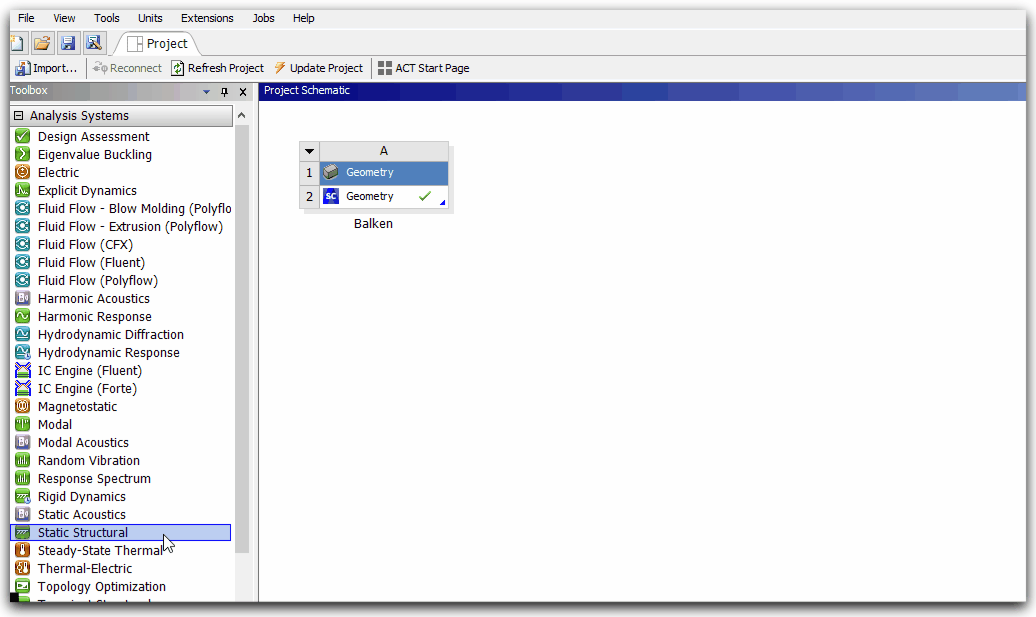 File View Tools Units Extensions Jobs Help
Project
Import... Reconnect Refresh Project Update Project ACT Start Page
Toolbox
Project Schematic
Analysis Systems
Design Assessment
Eigenvalue Buckling
Electric
Explicit Dynamics
Fluid Flow - Blow Molding (Polyflo
Fluid Flow - Extrusion (Polyflow)
Fluid Flow (CFX)
Fluid Flow (Fluent)
Fluid Flow (Polyflow)
Harmonic Acoustics
Harmonic Response
Hydrodynamic Diffraction
Hydrodynamic Response
IC Engine (Fluent)
IC Engine (Forte)
Magnetostatic
Modal
Modal Acoustics
Random Vibration
Response Spectrum
Rigid Dynamics
Static Acoustics
Static Structural
Steady-State Thermal
Thermal-Electric
Topology Optimization
A
1 Geometry
2 SC Geometry
Balken